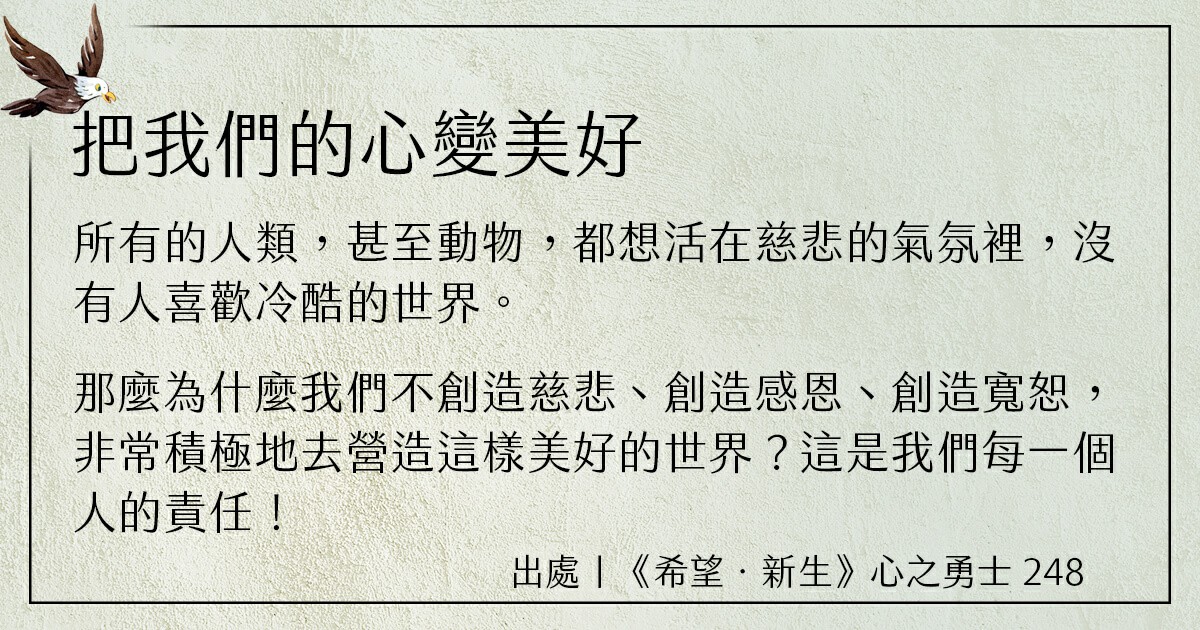 把我們的心變美好
所有的人類，甚至動物，都想活在慈悲的氣氛裡，沒
有人喜歡冷酷的世界。
那麼為什麼我們不創造慈悲、創造感恩、創造寬恕，
非常積極地去營造這樣美好的世界？這是我們每一個
人的責任！
出處｜《希望．新生》心之勇士 248